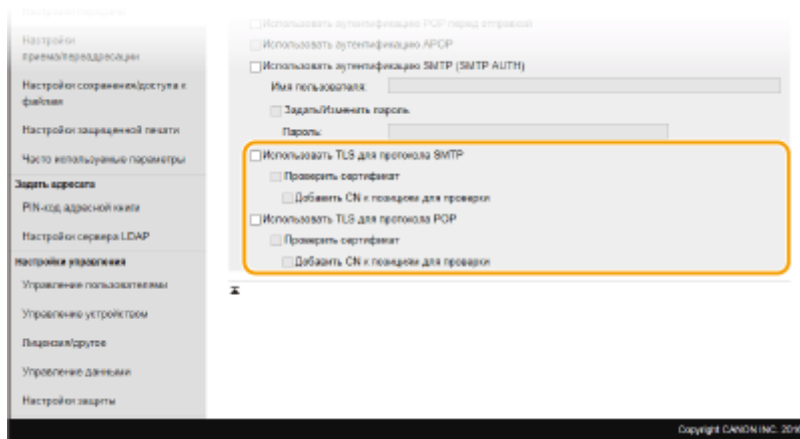 Настройки
приема/переадресации
Настройки сохранения/доступа к
файлам
Настройки защищенной печати
Часто используемые параметры
Задать адресата
PIN-код адресной книги
Настройки сервера LDAP
Настройки управления
Управление пользователями
Управление устройством
Лицензия/другое
Управление данными
Настройки защиты
Использовать аутентификацию POP перед отправкой
Использовать аутентификацию APOP
Использовать аутентификацию SMTP (SMTP AUTH)
Имя пользователя:
Задать/Изменить пароль
Пароль:
Использовать TLS для протокола SMTP
Проверить сертификат
Добавить CN к позициям для проверки
Использовать TLS для протокола POP
Проверить сертификат
Добавить CN к позициям для проверки
Copyright CANON INC. 2016